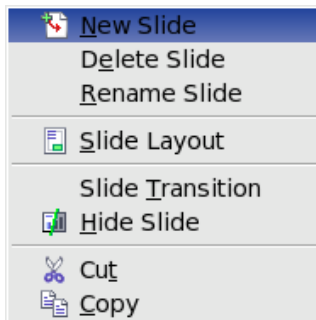 New Slide
Delete Slide
Rename Slide
Slide Layout
Slide Transition
Hide Slide
Cut
Copy